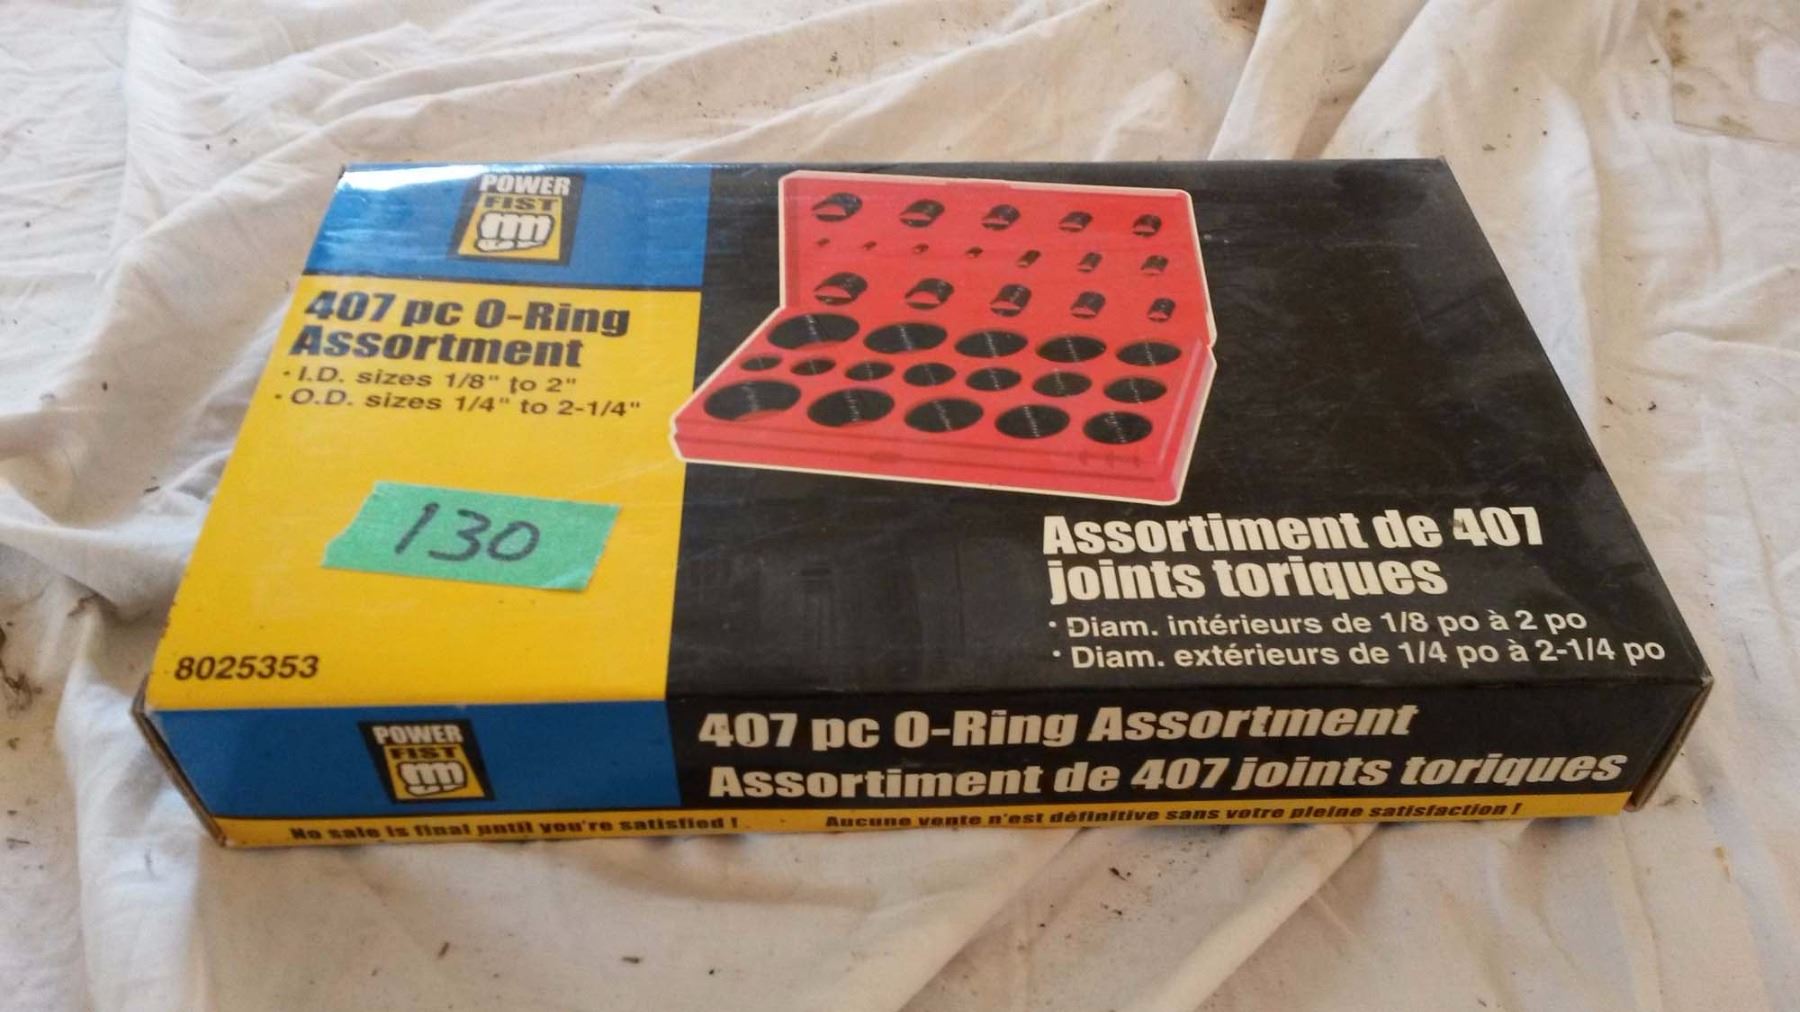 POWER
FIST
407 pc O-Ring
Assortment
• I.D. sizes 1/8" to 2"
• O.D. sizes 1/4" to 2-1/4"
130
8025353
Assortiment de 407
joints toriques
• Diam. intérieurs de 1/8 po à 2 po
• Diam. extérieurs de 1/4 po à 2-1/4 po
POWER
FIST
407 pc O-Ring Assortment
Assortiment de 407 joints toriques
No sale is final until you're satisfied !
Aucune vente n'est définitive sans votre pleine satisfaction !